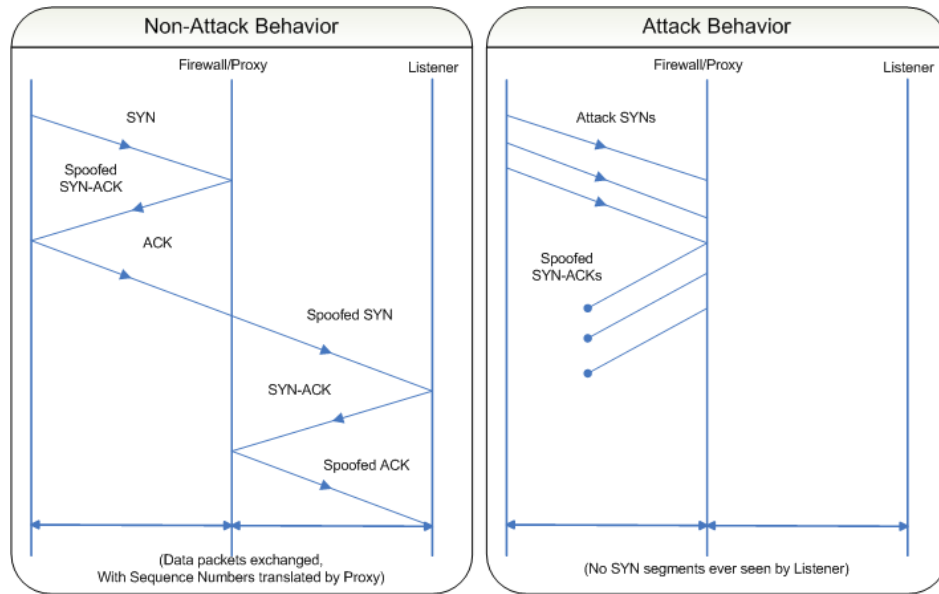 Non-Attack Behavior
Firewall/Proxy
Listener
SYN
Spoofed
SYN-ACK
ACK
Spoofed SYN
SYN-ACK
Spoofed ACK
(Data packets exchanged,
With Sequence Numbers translated by Proxy)
Attack Behavior
Firewall/Proxy
Listener
Attack SYNs
Spoofed
SYN-ACKs
(No SYN segments ever seen by Listener)